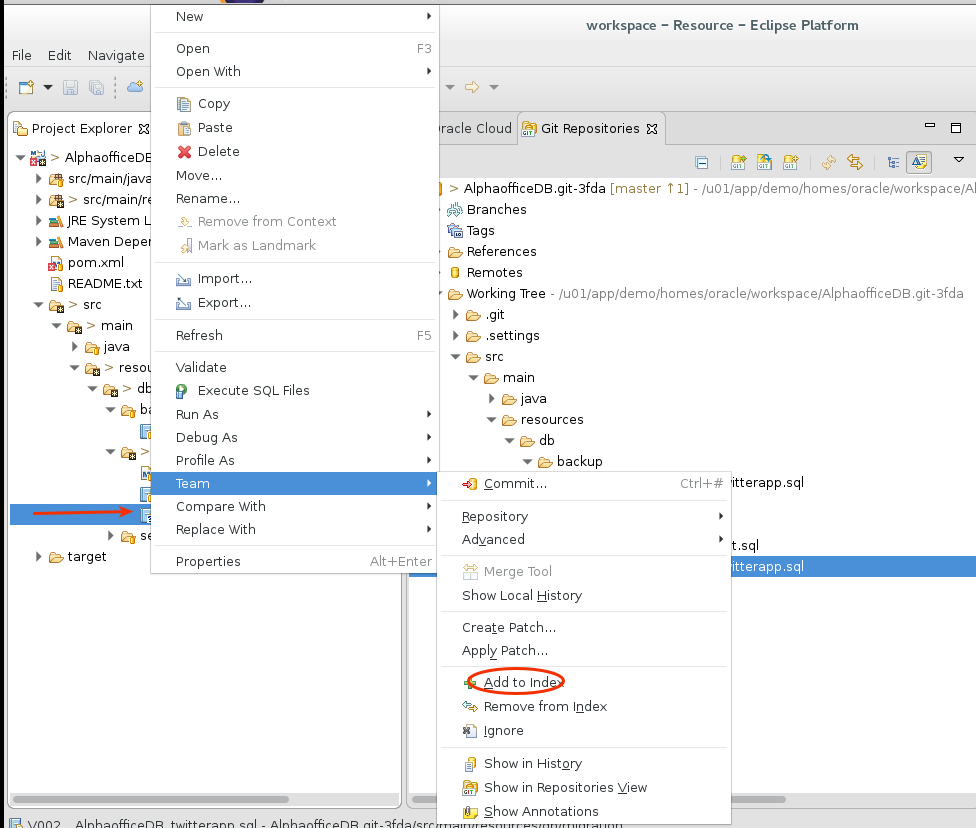 workspace − Resource − Eclipse Platform
File Edit Navigate
Project Explorer
AlphaofficeDB
src/main/java
> src/main/re
JRE System L
Maven Deper
pom.xml
README.txt
> src
> main
java
> resou
> db
ba
>
se
target
New
Open F3
Open With
Copy
Paste
Delete
Move...
Rename...
Remove from Context
Mark as Landmark
Import...
Export...
Refresh F5
Validate
Execute SQL Files
Run As
Debug As
Profile As
Team
Compare With
Replace With
Properties Alt+Enter
racle Cloud
Git Repositories
> AlphaofficeDB.git-3fda [master ↑1] - /u01/app/demo/homes/oracle/workspace/Al
Branches
Tags
References
Remotes
Working Tree - /u01/app/demo/homes/oracle/workspace/AlphaofficeDB.git-3fda
.git
.settings
src
main
java
resources
db
backup
itterapp.sql
t.sql
itterapp.sql
Commit... Ctrl+#
Repository
Advanced
Merge Tool
Show Local History
Create Patch...
Apply Patch...
Add to Index
Remove from Index
Ignore
Show in History
Show in Repositories View
Show Annotations
V002__AlphaofficeDB_twitterapp.sql - AlphaofficeDB.git-3fda/src/main/resources/db/migration